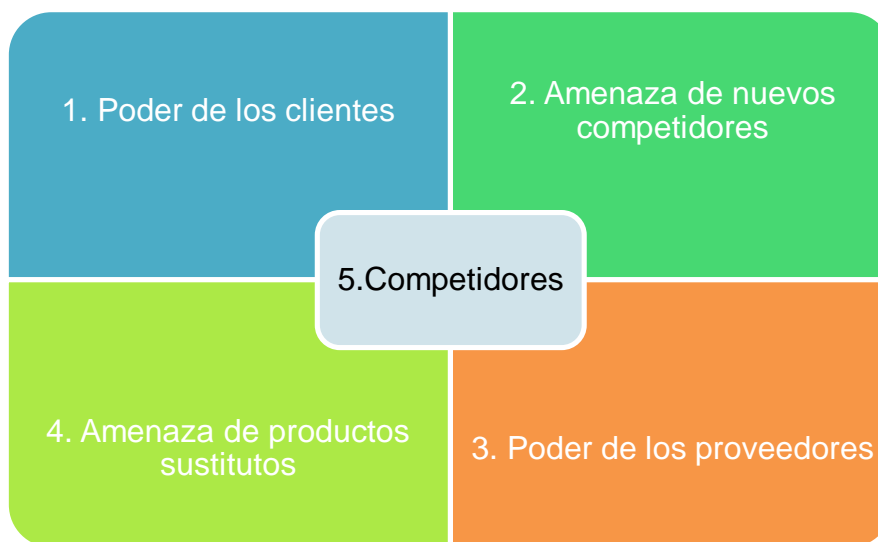 1. Poder de los clientes
2. Amenaza de nuevos
competidores
5.Competidores
4. Amenaza de productos
sustitutos
3. Poder de los proveedores